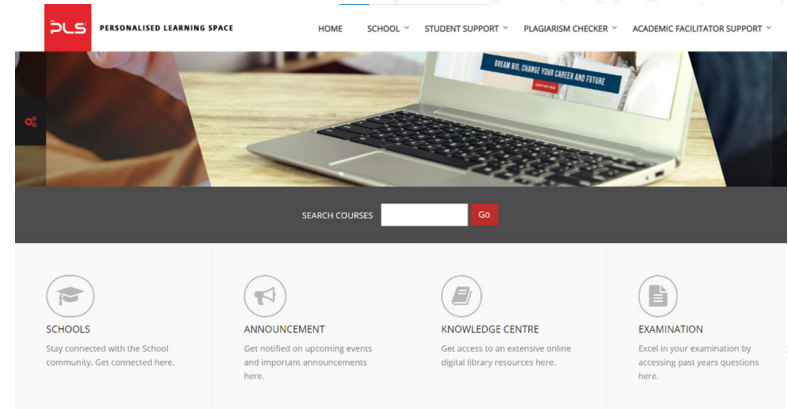 PLS
PERSONALISED LEARNING SPACE
HOME
SCHOOL
STUDENT SUPPORT
PLAGIARISM CHECKER
ACADEMIC FACILITATOR SUPPORT
DREAM BIG, CHANGE YOUR CAREER AND FUTURE
SEARCH COURSES
Go
SCHOOLS
Stay connected with the School
community. Get connected here.
ANNOUNCEMENT
Get notified on upcoming events
and important announcements
here.
KNOWLEDGE CENTRE
Get access to an extensive online
digital library resources here.
EXAMINATION
Excel in your examination by
accessing past years questions
here.